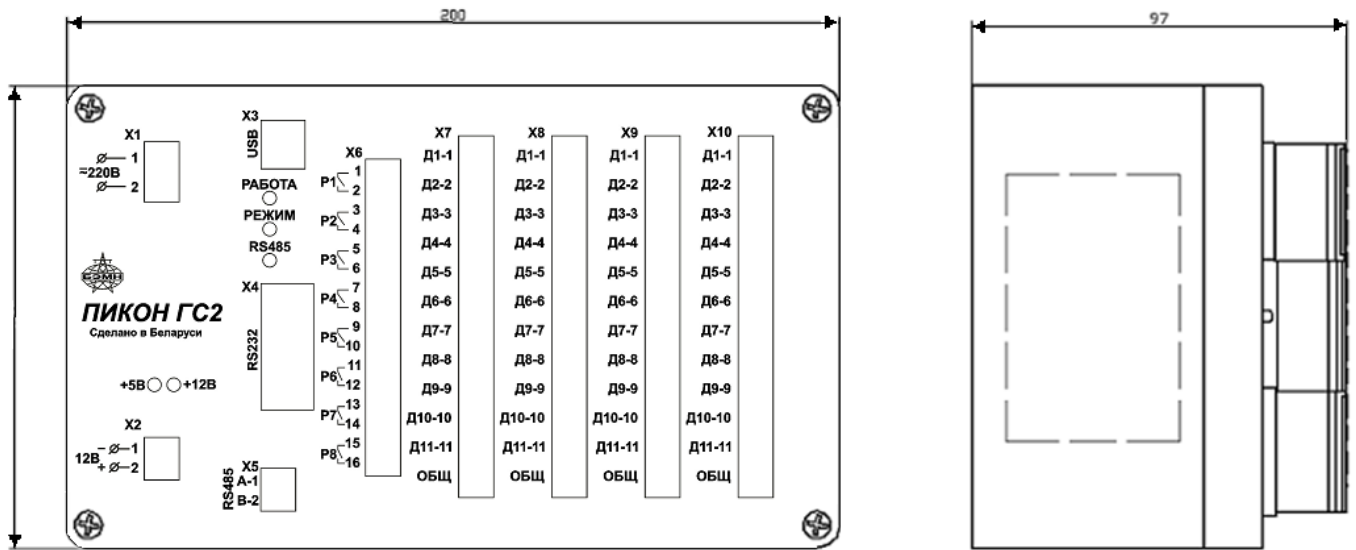 200
97
X1
1
≈220В
2
БЭМН
ПИКОН ГС2
Сделано в Беларуси
+5В +12В
X2
12В
- 1
+ 2
X3
USB
РАБОТА
РЕЖИМ
RS485
X4
RS232
X5
RS485
A-1
B-2
X6
P1 1
2
P2 3
4
P3 5
6
P4 7
8
P5 9
10
P6 11
12
P7 13
14
P8 15
16
X7
Д1-1
Д2-2
Д3-3
Д4-4
Д5-5
Д6-6
Д7-7
Д8-8
Д9-9
Д10-10
Д11-11
ОБЩ
X8
Д1-1
Д2-2
Д3-3
Д4-4
Д5-5
Д6-6
Д7-7
Д8-8
Д9-9
Д10-10
Д11-11
ОБЩ
X9
Д1-1
Д2-2
Д3-3
Д4-4
Д5-5
Д6-6
Д7-7
Д8-8
Д9-9
Д10-10
Д11-11
ОБЩ
X10
Д1-1
Д2-2
Д3-3
Д4-4
Д5-5
Д6-6
Д7-7
Д8-8
Д9-9
Д10-10
Д11-11
ОБЩ